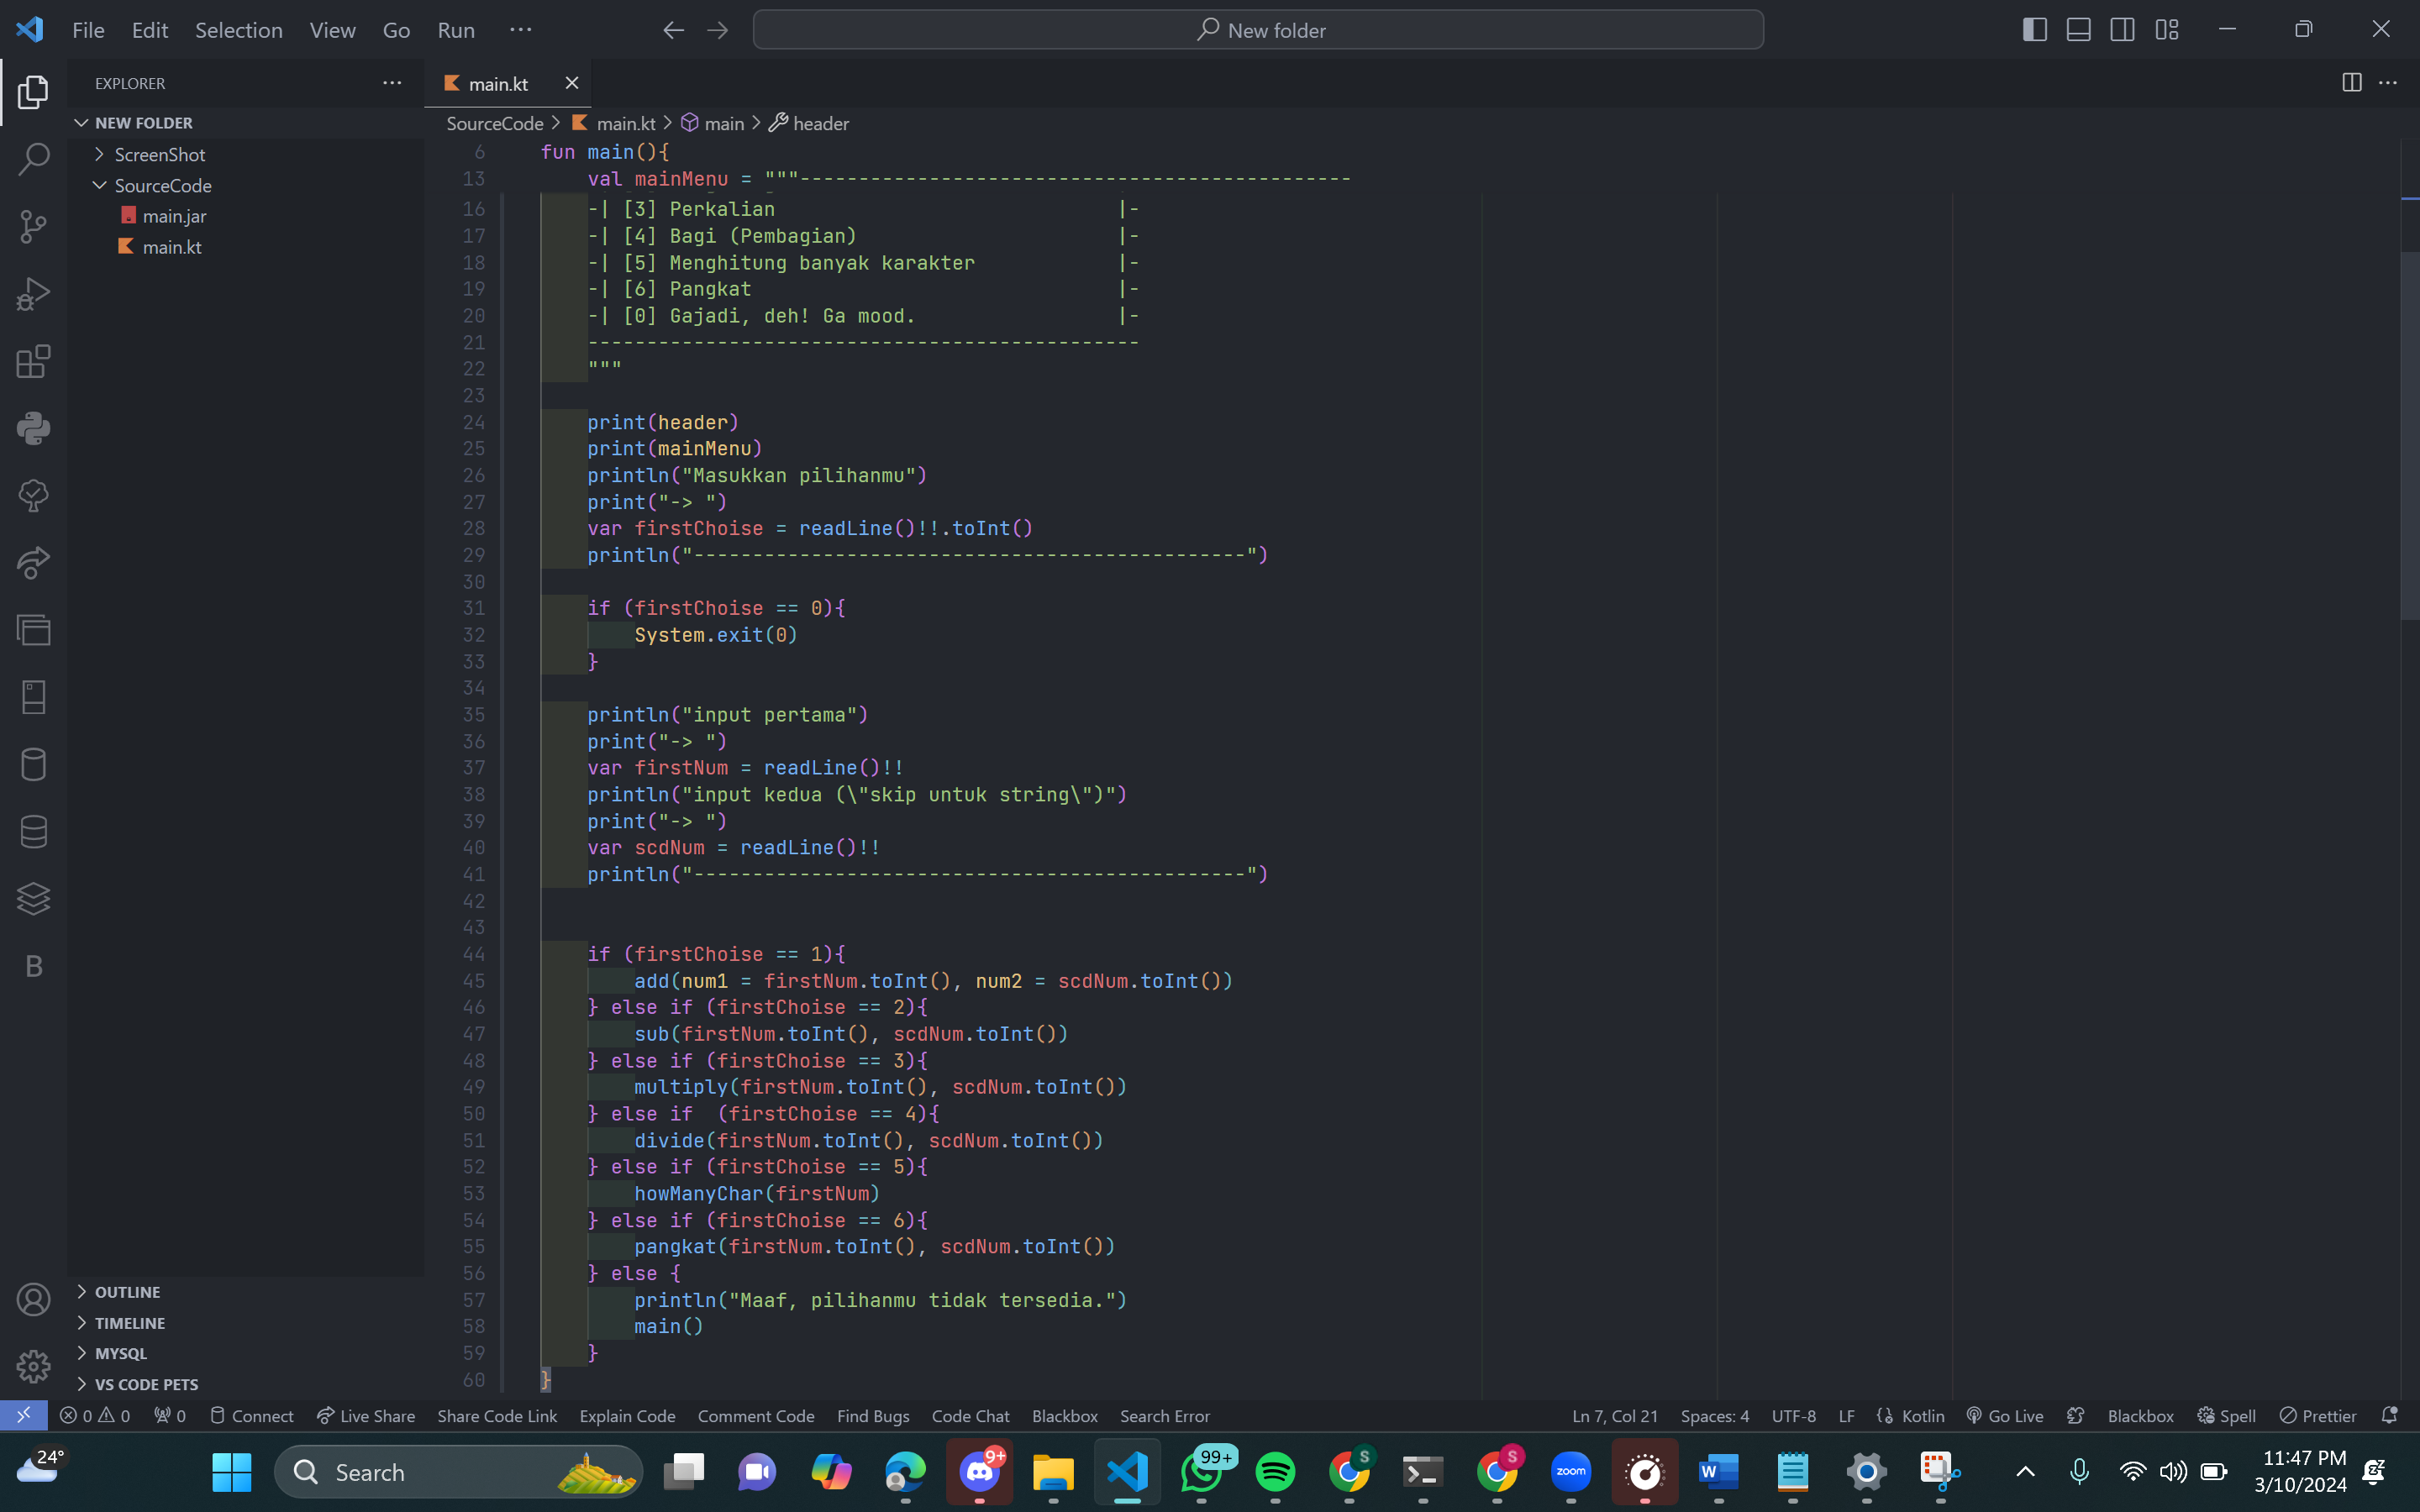 File Edit Selection View Go Run ··· New folder
EXPLORER ··· main.kt
NEW FOLDER
ScreenShot
SourceCode
main.jar
main.kt
OUTLINE
TIMELINE
MYSQL
VS CODE PETS
SourceCode > main.kt > main > header
6 fun main(){
13 val mainMenu = """-----------------------------------------------
16 -| [3] Perkalian |-
17 -| [4] Bagi (Pembagian) |-
18 -| [5] Menghitung banyak karakter |-
19 -| [6] Pangkat |-
20 -| [0] Gajadi, deh! Ga mood. |-
21 -----------------------------------------------
22 """
23
24 print(header)
25 print(mainMenu)
26 println("Masukkan pilihanmu")
27 print("-> ")
28 var firstChoise = readLine()!!.toInt()
29 println("-----------------------------------------------")
30
31 if (firstChoise == 0){
32 System.exit(0)
33 }
34
35 println("input pertama")
36 print("-> ")
37 var firstNum = readLine()!!
38 println("input kedua (\"skip untuk string\")")
39 print("-> ")
40 var scdNum = readLine()!!
41 println("-----------------------------------------------")
42
43
44 if (firstChoise == 1){
45 add(num1 = firstNum.toInt(), num2 = scdNum.toInt())
46 } else if (firstChoise == 2){
47 sub(firstNum.toInt(), scdNum.toInt())
48 } else if (firstChoise == 3){
49 multiply(firstNum.toInt(), scdNum.toInt())
50 } else if  (firstChoise == 4){
51 divide(firstNum.toInt(), scdNum.toInt())
52 } else if (firstChoise == 5){
53 howManyChar(firstNum)
54 } else if (firstChoise == 6){
55 pangkat(firstNum.toInt(), scdNum.toInt())
56 } else {
57 println("Maaf, pilihanmu tidak tersedia.")
58 main()
59 }
60 }
B
0 0 0 Connect Live Share Share Code Link Explain Code Comment Code Find Bugs Code Chat Blackbox Search Error Ln 7, Col 21 Spaces: 4 UTF-8 LF {} Kotlin Go Live Blackbox Spell Prettier
24° Search 9+ 99+ S S zoom W 11:47 PM
3/10/2024